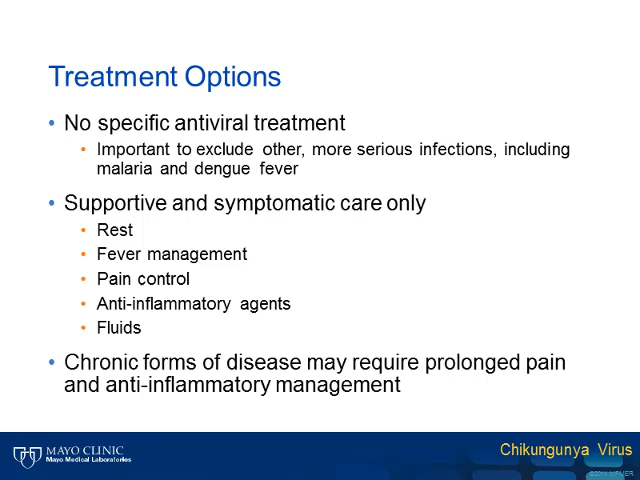 Treatment Options
• No specific antiviral treatment
• Important to exclude other, more serious infections, including
malaria and dengue fever
• Supportive and symptomatic care only
• Rest
• Fever management
• Pain control
• Anti-inflammatory agents
• Fluids
• Chronic forms of disease may require prolonged pain
and anti-inflammatory management
MAYO CLINIC
Mayo Medical Laboratories
Chikungunya Virus